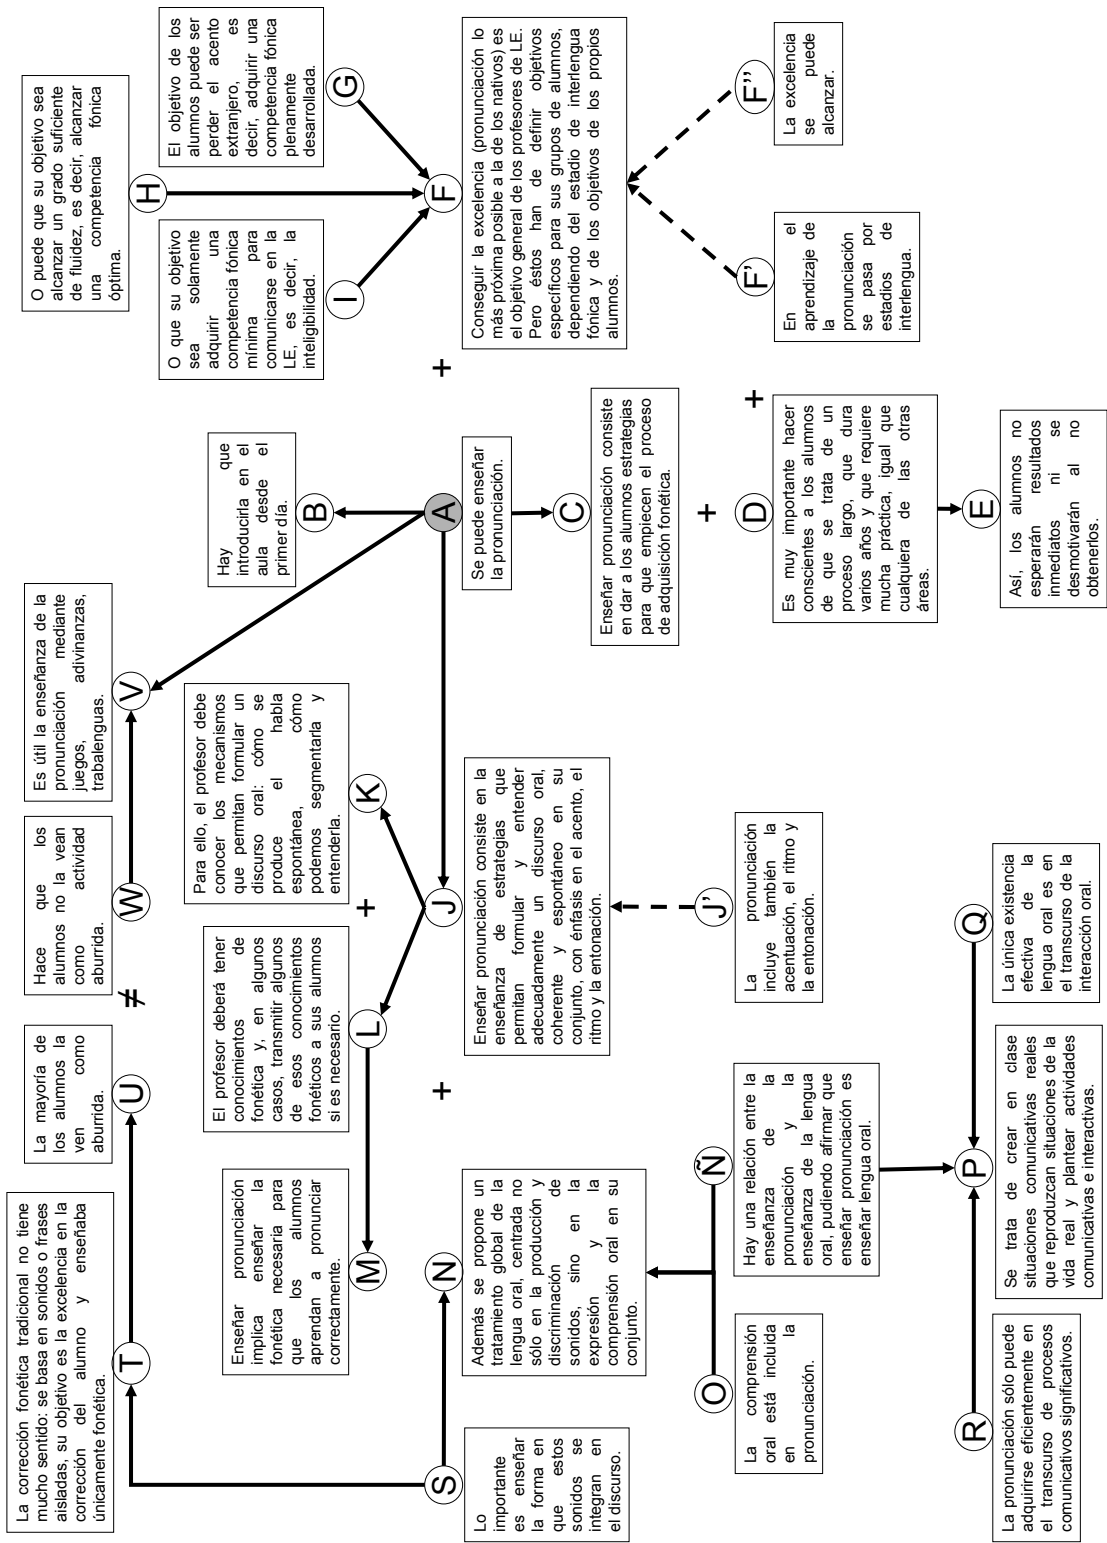 La corrección fonética tradicional no tiene
mucho sentido: se basa en sonidos o frases
aisladas, su objetivo es la excelencia en la
corrección del alumno y enseñaba
únicamente fonética.
T
La mayoría de
los alumnos la
ven como
aburrida.
U
≠
Hace que los
alumnos no la vean
como actividad
aburrida.
W
Es útil la enseñanza de la
pronunciación mediante
juegos, adivinanzas,
trabalenguas.
V
O puede que su objetivo sea
alcanzar un grado suficiente
de fluidez, es decir, alcanzar
una competencia fónica
óptima.
H
Enseñar pronunciación
implica enseñar la
fonética necesaria para
que los alumnos
aprendan a pronunciar
correctamente.
M
El profesor deberá tener
conocimientos de
fonética y, en algunos
casos, transmitir algunos
de esos conocimientos
fonéticos a sus alumnos
si es necesario.
L
+
Para ello, el profesor debe
conocer los mecanismos
que permitan formular un
discurso oral: cómo se
produce el habla
espontánea, cómo
podemos segmentarla y
entenderla.
K
Hay que
introducirla en el
aula desde el
primer día.
B
O que su objetivo
sea solamente
adquirir una
competencia fónica
mínima para
comunicarse en la
LE, es decir, la
inteligibilidad.
I
El objetivo de los
alumnos puede ser
perder el acento
extranjero, es
decir, adquirir una
competencia fónica
plenamente
desarrollada.
G
S
Lo
importante
es enseñar
la forma en
que estos
sonidos se
integran en
el discurso.
N
Además se propone un
tratamiento global de la
lengua oral, centrada no
sólo en la producción y
discriminación de
sonidos, sino en la
expresión y la
comprensión oral en su
conjunto.
+
J
Enseñar pronunciación consiste en la
enseñanza de estrategias que
permitan formular y entender
adecuadamente un discurso oral,
coherente y espontáneo en su
conjunto, con énfasis en el acento, el
ritmo y la entonación.
A
Se puede enseñar
la pronunciación.
+
F
Conseguir la excelencia (pronunciación lo
más próxima posible a la de los nativos) es
el objetivo general de los profesores de LE.
Pero éstos han de definir objetivos
específicos para sus grupos de alumnos,
dependiendo del estadio de interlengua
fónica y de los objetivos de los propios
alumnos.
C
Enseñar pronunciación consiste
en dar a los alumnos estrategias
para que empiecen el proceso
de adquisición fonética.
+
O
La comprensión
oral está incluida
en la
pronunciación.
Ñ
Hay una relación entre la
enseñanza de la
pronunciación y la
enseñanza de la lengua
oral, pudiendo afirmar que
enseñar pronunciación es
enseñar lengua oral.
J'
La pronunciación
incluye también la
acentuación, el ritmo y
la entonación.
D
Es muy importante hacer
conscientes a los alumnos
de que se trata de un
proceso largo, que dura
varios años y que requiere
mucha práctica, igual que
cualquiera de las otras
áreas.
+
F'
En el
aprendizaje de
la
pronunciación
se pasa por
estadios de
interlengua.
F''
La excelencia
se puede
alcanzar.
R
La pronunciación sólo puede
adquirirse eficientemente en
el transcurso de procesos
comunicativos significativos.
P
Se trata de crear en clase
situaciones comunicativas reales
que reproduzcan situaciones de la
vida real y plantear actividades
comunicativas e interactivas.
Q
La única existencia
efectiva de la
lengua oral es en
el transcurso de la
interacción oral.
E
Así, los alumnos no
esperarán resultados
inmediatos ni se
desmotivarán al no
obtenerlos.